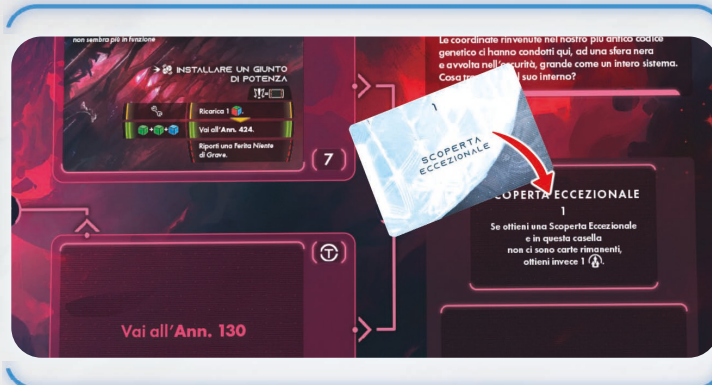 non sembra più in funzione
INSTALLARE UN GIUNTO
DI POTENZA
Ricarica 1
Vai all'Ann. 424.
Riporti una Ferita Niente
di Grave.
7
Le coordinate rinvenute nel nostro più antico codice
genetico ci hanno condotti qui, ad una sfera nera
e avvolta nell'oscurità, grande come un intero sistema.
Cosa suo interno?
1
SCOPERTA
ECCEZIONALE
SCOPERTA ECCEZIONALE
1
Se ottieni una Scoperta Eccezionale
e in questa casella
non ci sono carte rimanenti,
ottieni invece 1
T
Vai all'Ann. 130